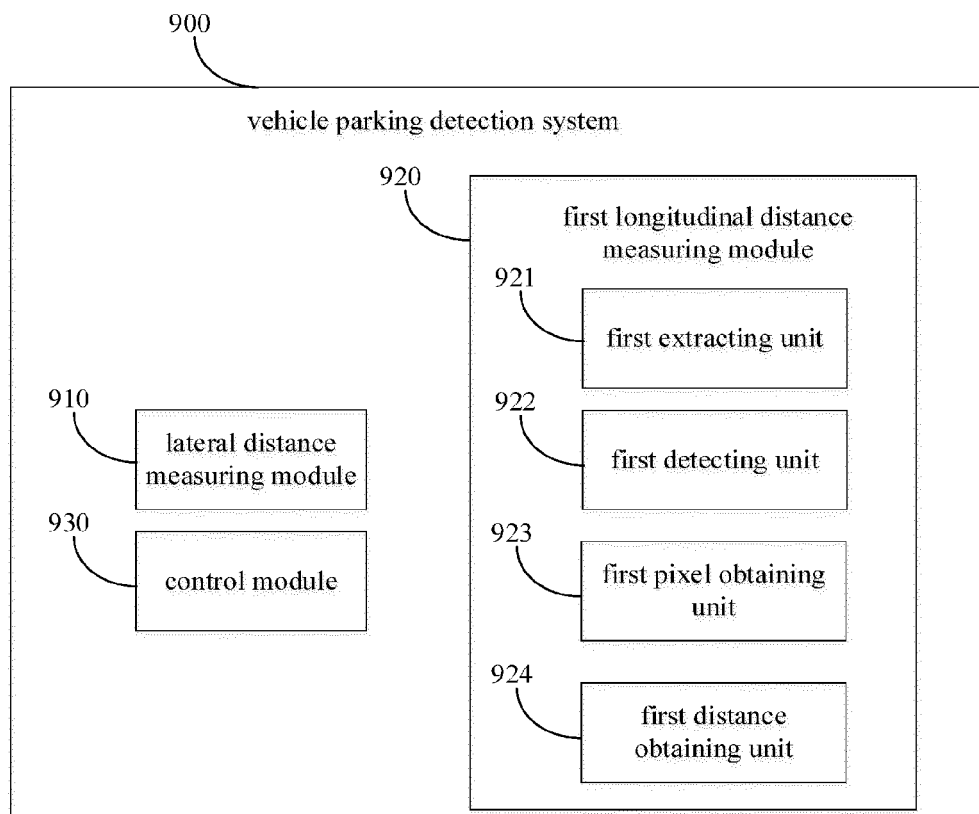 900
vehicle parking detection system
920
first longitudinal distance
measuring module
921
first extracting unit
922
first detecting unit
923
first pixel obtaining
unit
924
first distance
obtaining unit
910
lateral distance
measuring module
930
control module